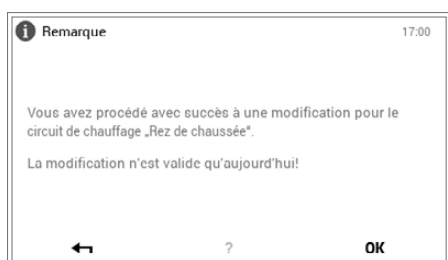 i Remarque 17:00
Vous avez procédé avec succès à une modification pour le
circuit de chauffage „Rez de chaussée“.
La modification n'est valide qu'aujourd'hui!
? OK